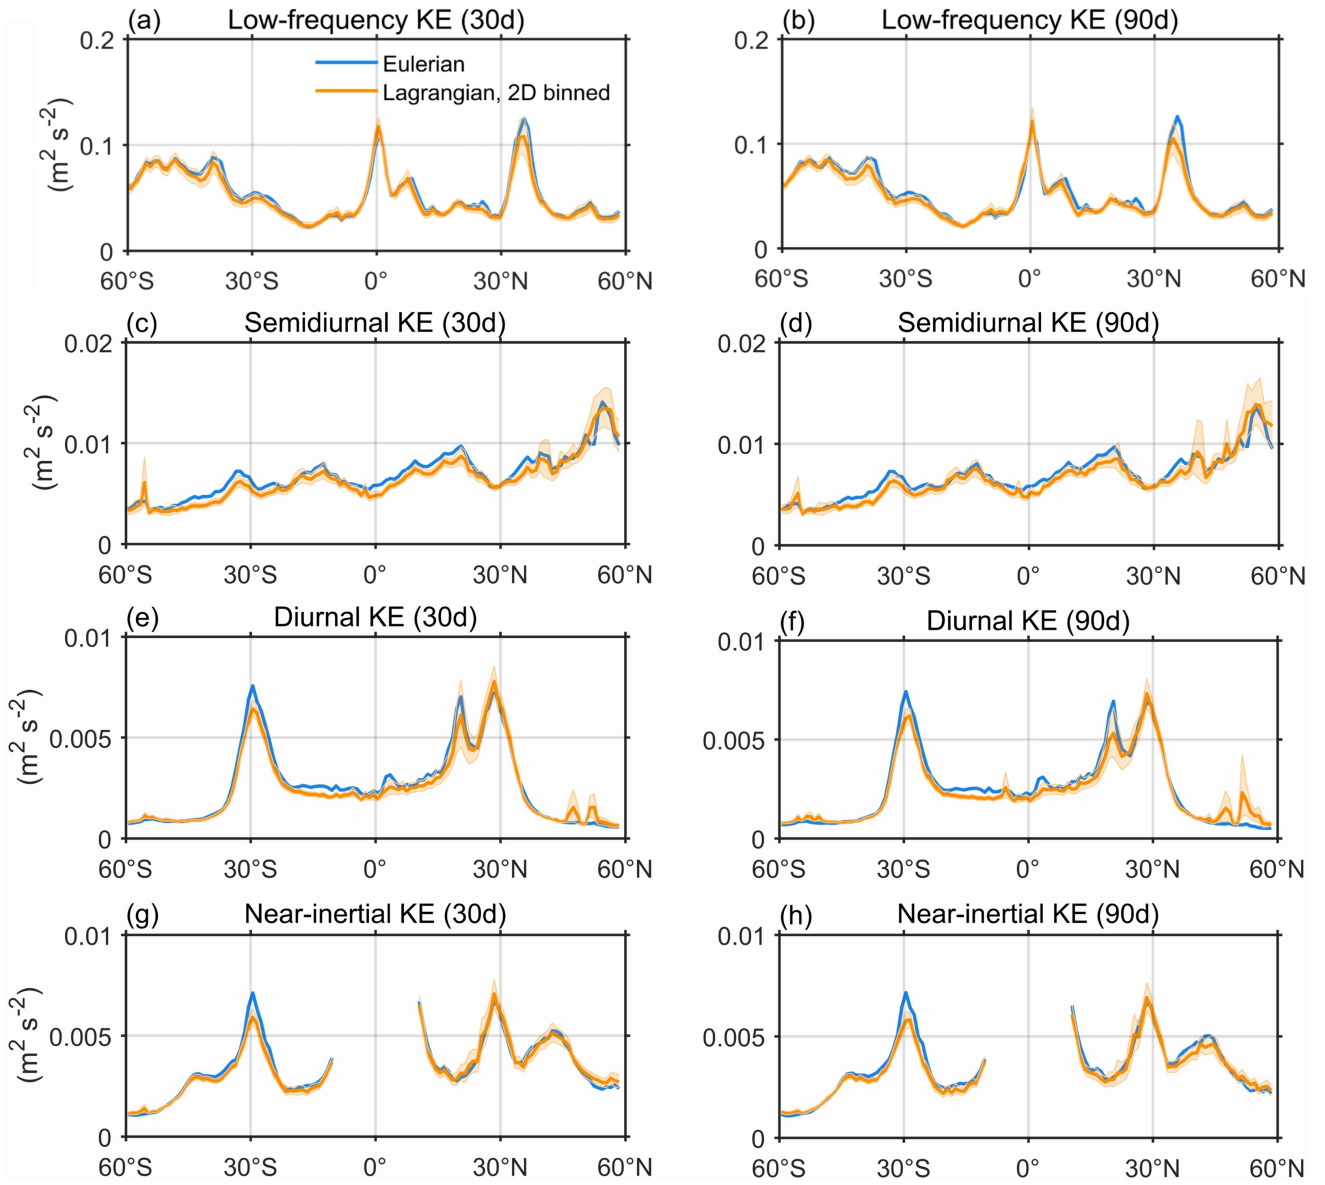 (a) Low-frequency KE (30d)
0.2
0.1
0
(m² s⁻²)
Eulerian
Lagrangian, 2D binned
60°S 30°S 0° 30°N 60°N
(b) Low-frequency KE (90d)
0.2
0.1
0
60°S 30°S 0° 30°N 60°N
(c) Semidiurnal KE (30d)
0.02
0.01
0
(m² s⁻²)
60°S 30°S 0° 30°N 60°N
(d) Semidiurnal KE (90d)
0.02
0.01
0
60°S 30°S 0° 30°N 60°N
(e) Diurnal KE (30d)
0.01
0.005
0
(m² s⁻²)
60°S 30°S 0° 30°N 60°N
(f) Diurnal KE (90d)
0.01
0.005
0
60°S 30°S 0° 30°N 60°N
(g) Near-inertial KE (30d)
0.01
0.005
0
(m² s⁻²)
60°S 30°S 0° 30°N 60°N
(h) Near-inertial KE (90d)
0.01
0.005
0
60°S 30°S 0° 30°N 60°N